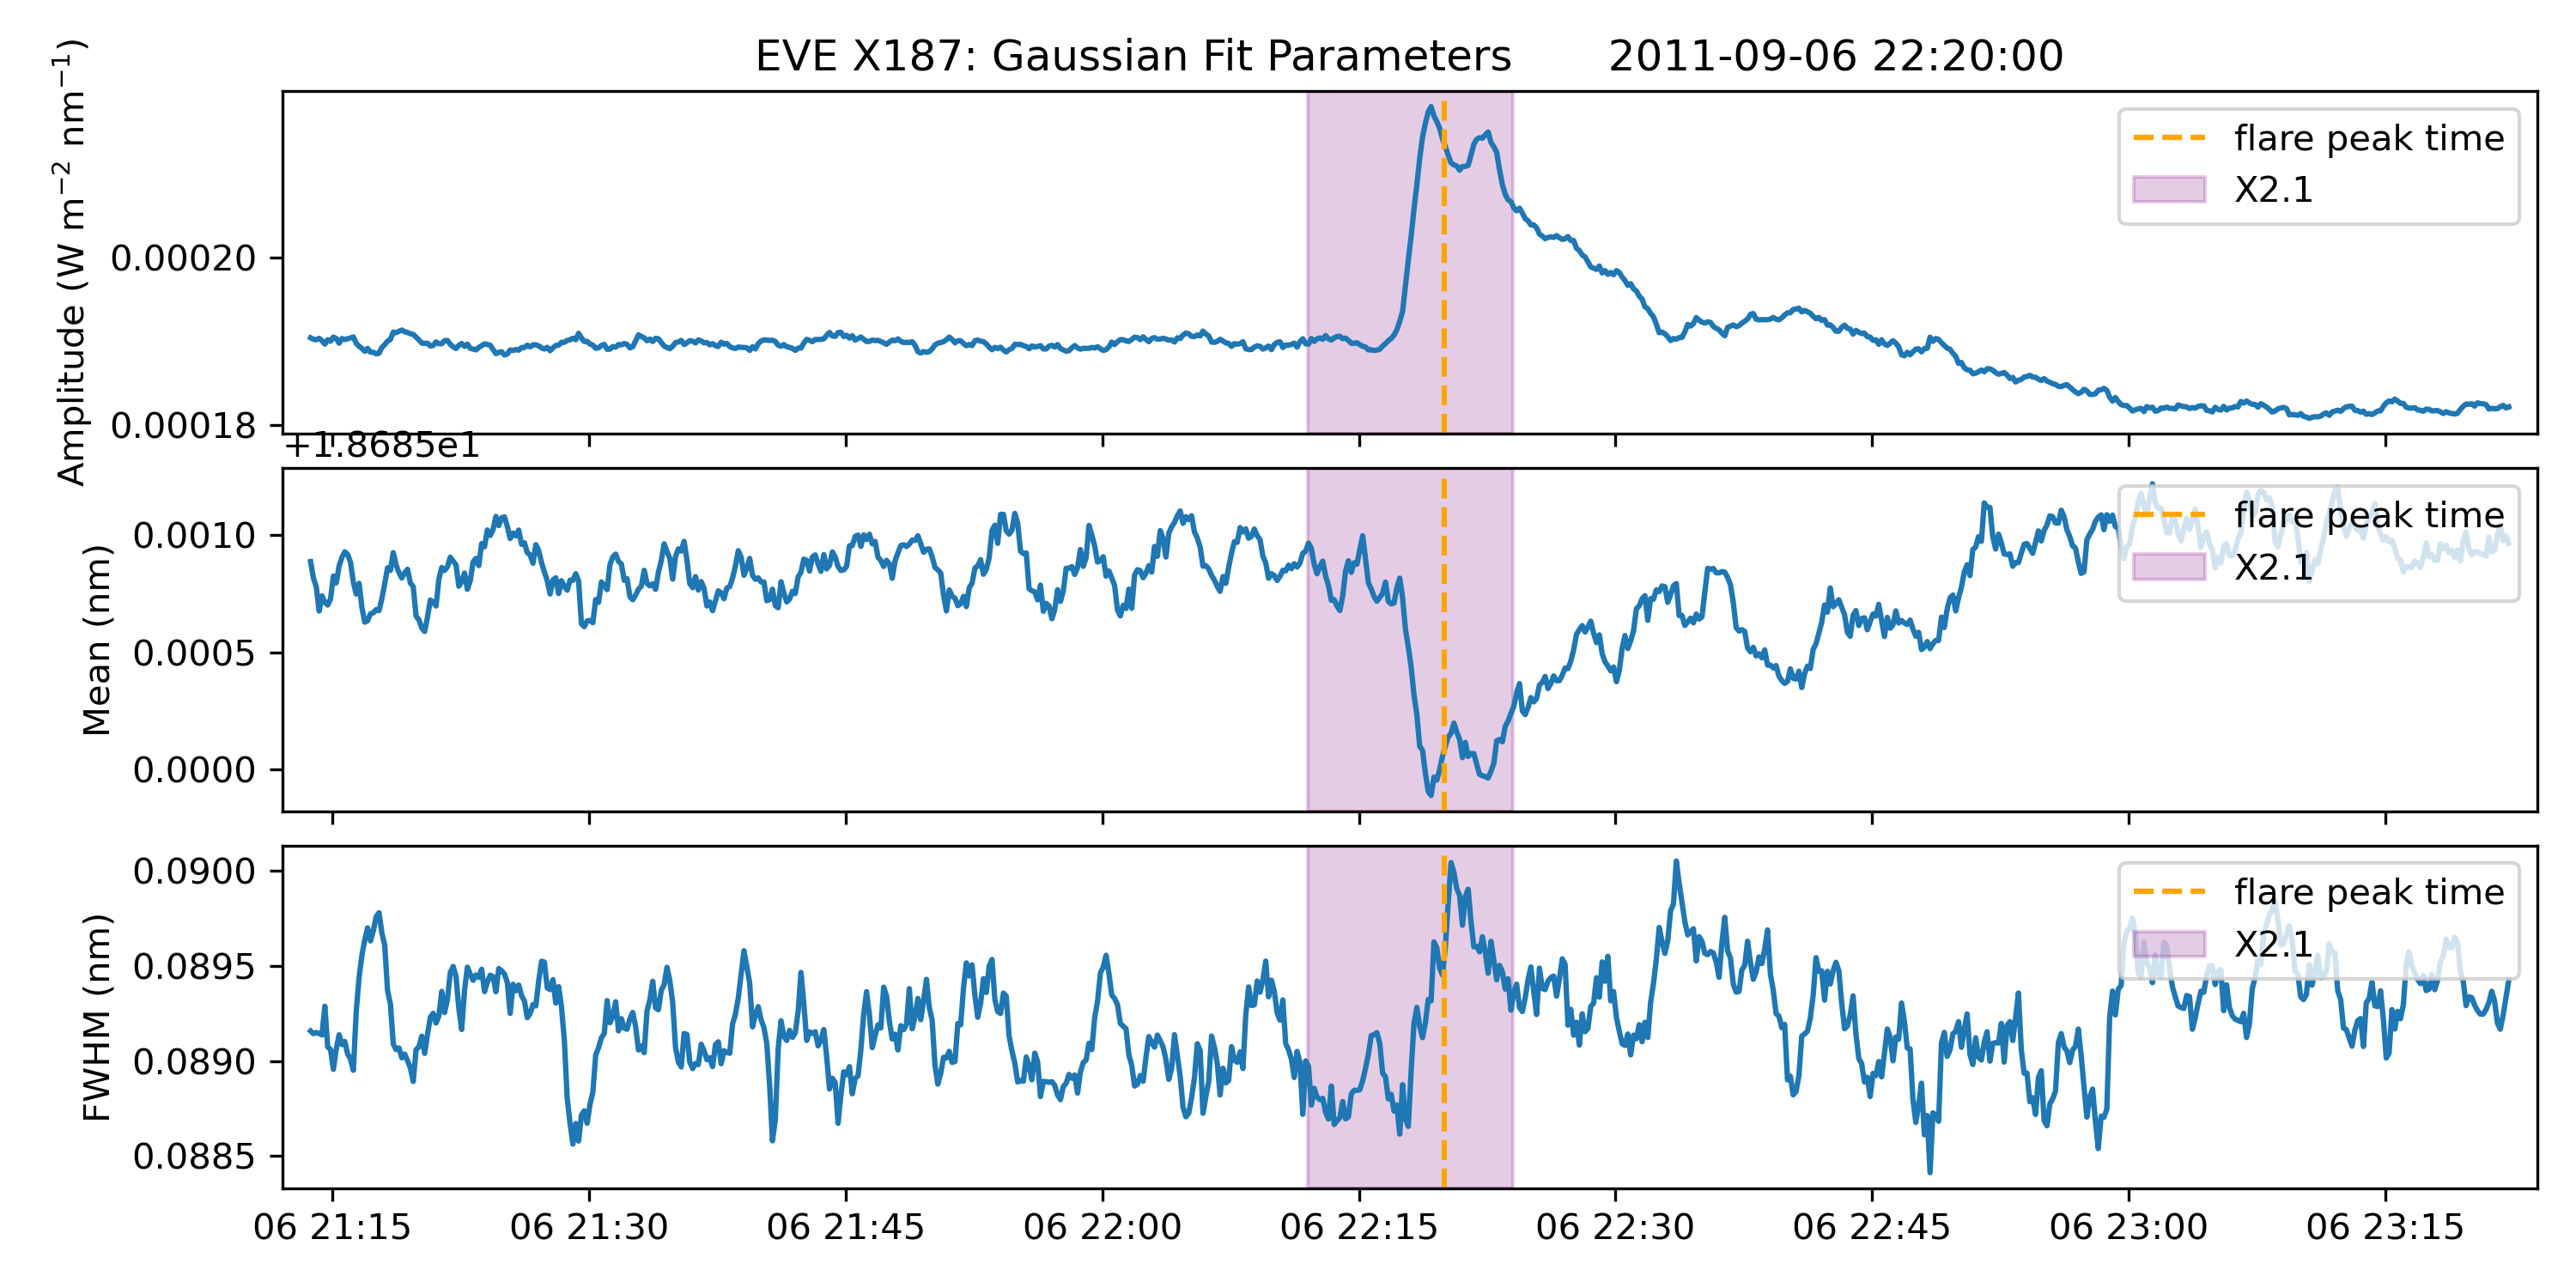 EVE X187: Gaussian Fit Parameters 2011-09-06 22:20:00
Amplitude (W m⁻² nm⁻¹)
0.00020
0.00018
flare peak time
X2.1
+1.8685e1
Mean (nm)
0.0010
0.0005
0.0000
flare peak time
X2.1
FWHM (nm)
0.0900
0.0895
0.0890
0.0885
flare peak time
X2.1
06 21:15 06 21:30 06 21:45 06 22:00 06 22:15 06 22:30 06 22:45 06 23:00 06 23:15